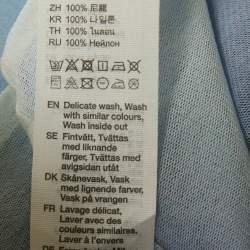 ZH 100% 尼龍
KR 100% 나일론
TH 100% ไนลอน
RU 100% Нейлон
EN Delicate wash, Wash
with similar colours,
Wash inside out
SE Fintvätt, Tvättas
med liknande
färger, Tvättas med
avigsidan utåt
DK Skånevask, Vask
med lignende farver,
Vask på vrangen
FR Lavage délicat,
Laver avec des
couleurs similaires.
Laver à l'envers